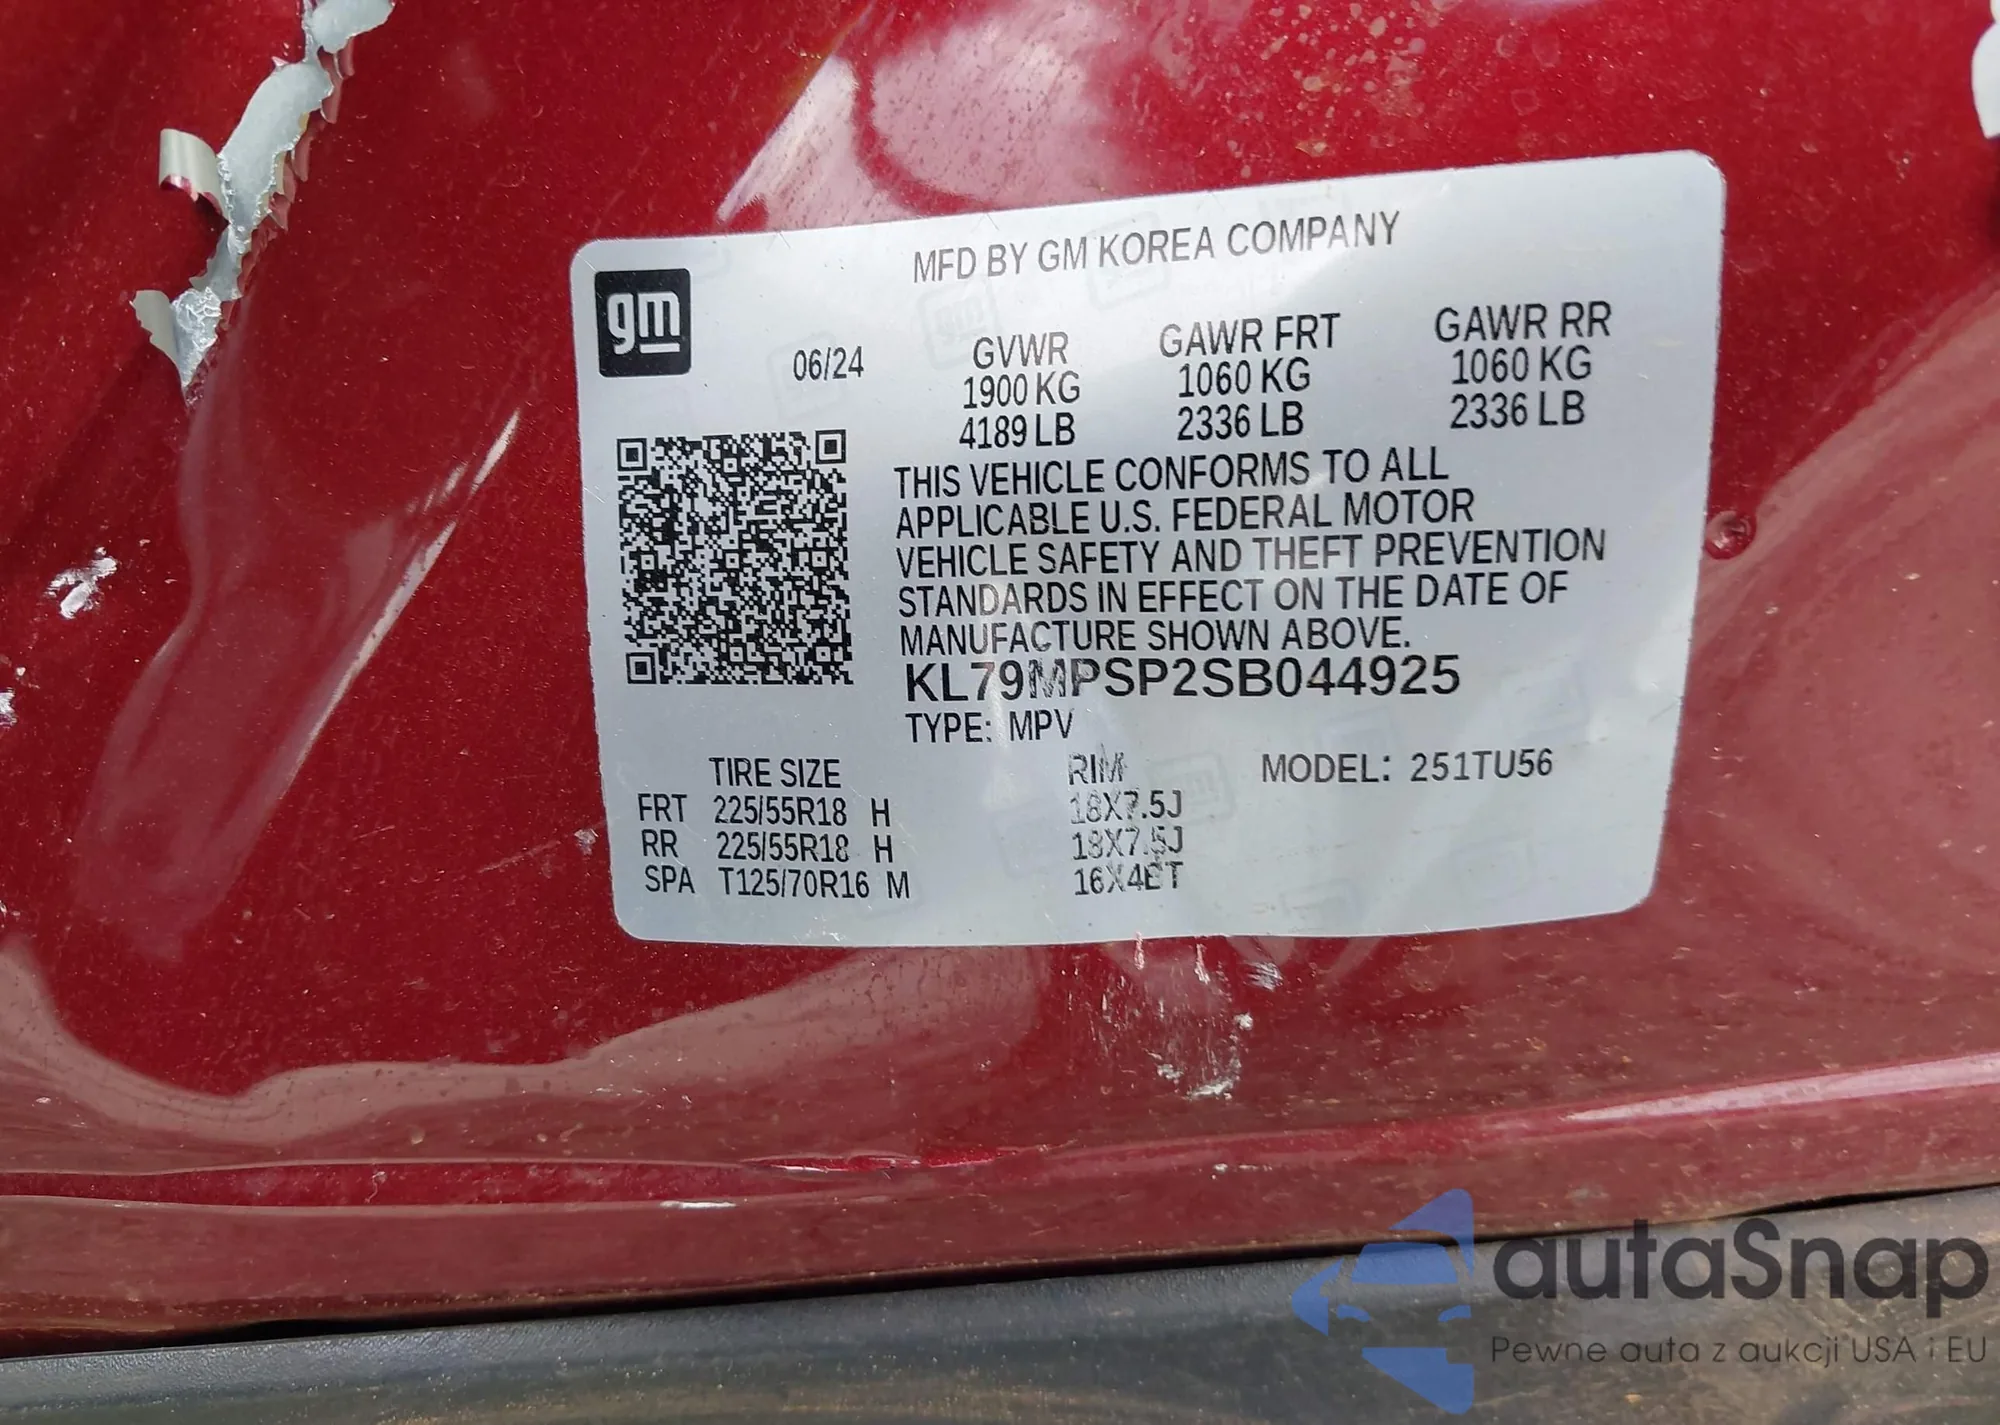 MFD BY GM KOREA COMPANY
gm
06/24 GVWR GAWR FRT GAWR RR
1900 KG 1060 KG 1060 KG
4189 LB 2336 LB 2336 LB
THIS VEHICLE CONFORMS TO ALL
APPLICABLE U.S. FEDERAL MOTOR
VEHICLE SAFETY AND THEFT PREVENTION
STANDARDS IN EFFECT ON THE DATE OF
MANUFACTURE SHOWN ABOVE.
KL79MPSP2SB044925
TYPE: MPV
TIRE SIZE RIM MODEL: 251TU56
FRT 225/55R18 H 18X7.5J
RR 225/55R18 H 18X7.5J
SPA T125/70R16 M 16X4ET
autaSnap
Pewne auta z aukcji USA i EU